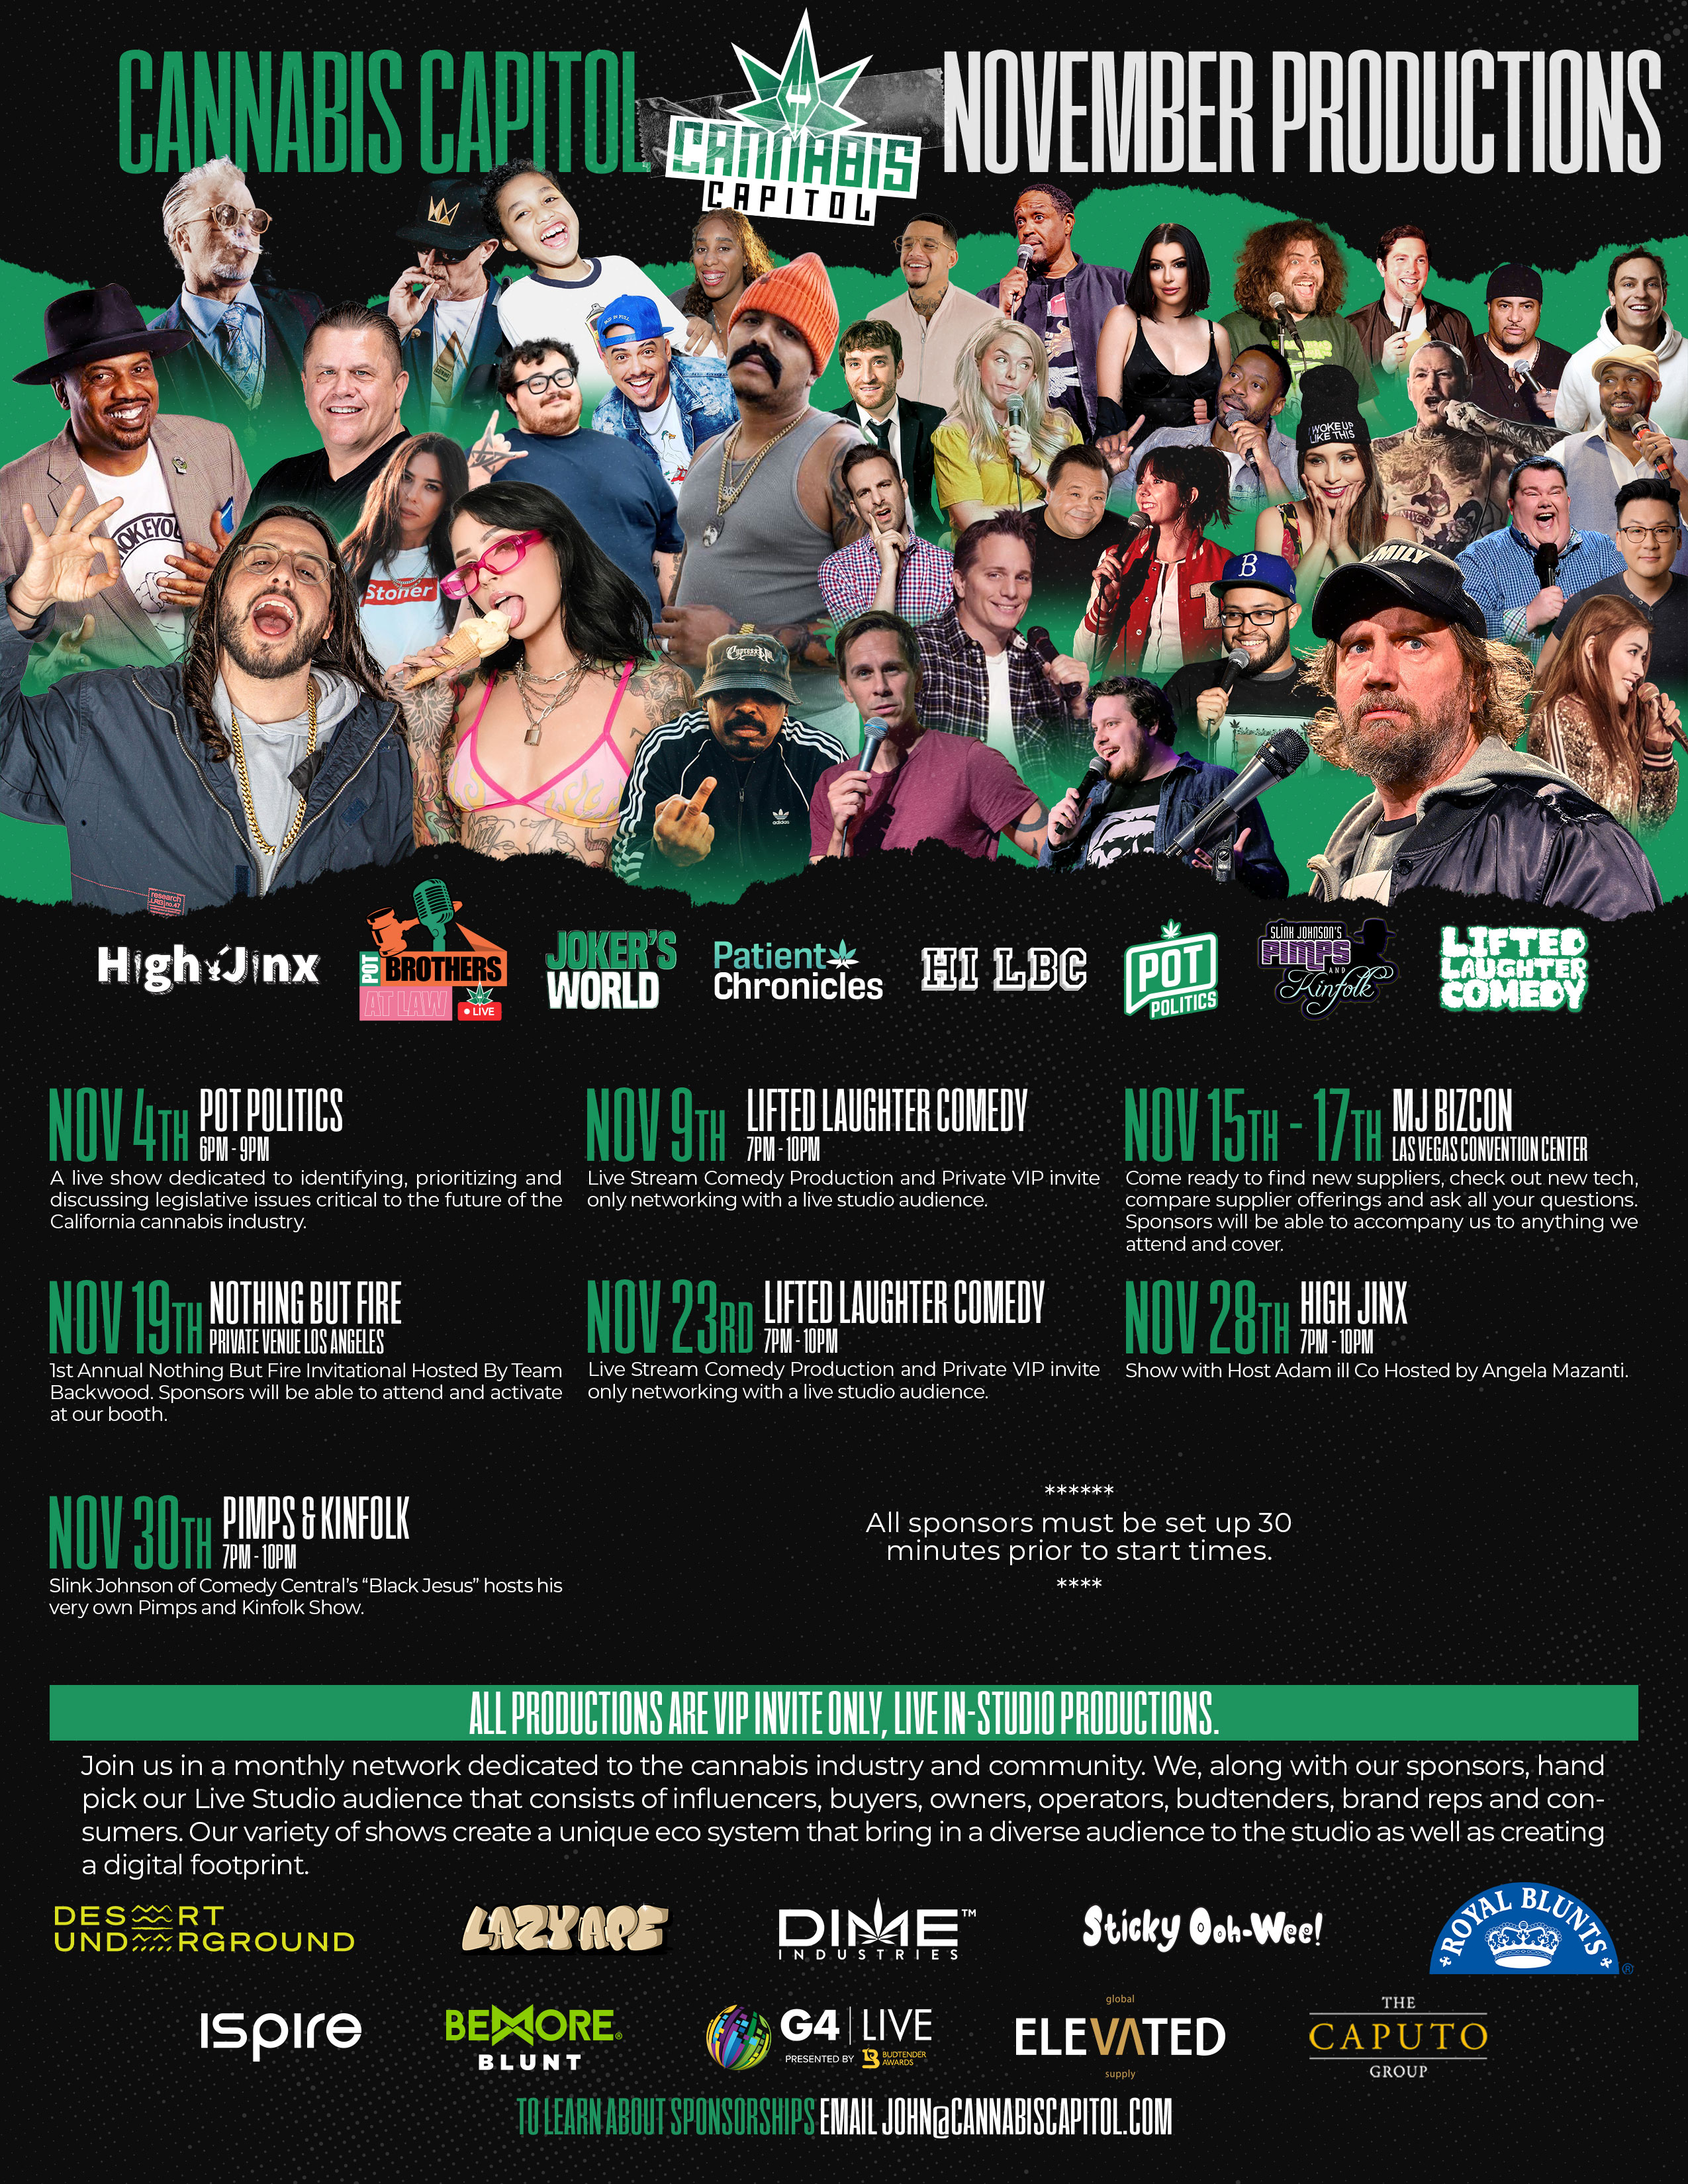 CANNABIS CAPITOL
CANNABIS
CAPITOL
NOVEMBER PRODUCTIONS
WOKE UP
LIKE THIS
Stoner
EMILY
B
Cypress Hill
adidas
research
High Jinx
POT
BROTHERS
AT LAW
LIVE
JOKER'S
WORLD
Patient
Chronicles
HI LBC
POT
POLITICS
SLINK JOHNSON'S
PIMPS
AND
Kinfolk
LIFTED
LAUGHTER
COMEDY
NOV 4TH POT POLITICS
6PM - 9PM
A live show dedicated to identifying, prioritizing and
discussing legislative issues critical to the future of the
California cannabis industry.
NOV 9TH LIFTED LAUGHTER COMEDY
7PM - 10PM
Live Stream Comedy Production and Private VIP invite
only networking with a live studio audience.
NOV 15TH - 17TH MJ BIZCON
LAS VEGAS CONVENTION CENTER
Come ready to find new suppliers, check out new tech,
compare supplier offerings and ask all your questions.
Sponsors will be able to accompany us to anything we
attend and cover.
NOV 19TH NOTHING BUT FIRE
PRIVATE VENUE LOS ANGELES
1st Annual Nothing But Fire Invitational Hosted By Team
Backwood. Sponsors will be able to attend and activate
at our booth.
NOV 23RD LIFTED LAUGHTER COMEDY
7PM - 10PM
Live Stream Comedy Production and Private VIP invite
only networking with a live studio audience.
NOV 28TH HIGH JINX
7PM - 10PM
Show with Host Adam ill Co Hosted by Angela Mazanti.
NOV 30TH PIMPS & KINFOLK
7PM - 10PM
Slink Johnson of Comedy Central's “Black Jesus” hosts his
very own Pimps and Kinfolk Show.
******
All sponsors must be set up 30
minutes prior to start times.
****
ALL PRODUCTIONS ARE VIP INVITE ONLY, LIVE IN-STUDIO PRODUCTIONS.
Join us in a monthly network dedicated to the cannabis industry and community. We, along with our sponsors, hand
pick our Live Studio audience that consists of influencers, buyers, owners, operators, budtenders, brand reps and con-
sumers. Our variety of shows create a unique eco system that bring in a diverse audience to the studio as well as creating
a digital footprint.
DESERT
UNDERGROUND
LAZY APE
DIME™
INDUSTRIES
Sticky Ooh-Wee!
ROYAL BLUNTS®
ISPIRE
BEMORE®
BLUNT
G4 | LIVE
PRESENTED BY BUDTENDER
AWARDS
global
ELEVATED
supply
THE
CAPUTO
GROUP
TO LEARN ABOUT SPONSORSHIPS EMAIL JOHN@CANNABISCAPITOL.COM